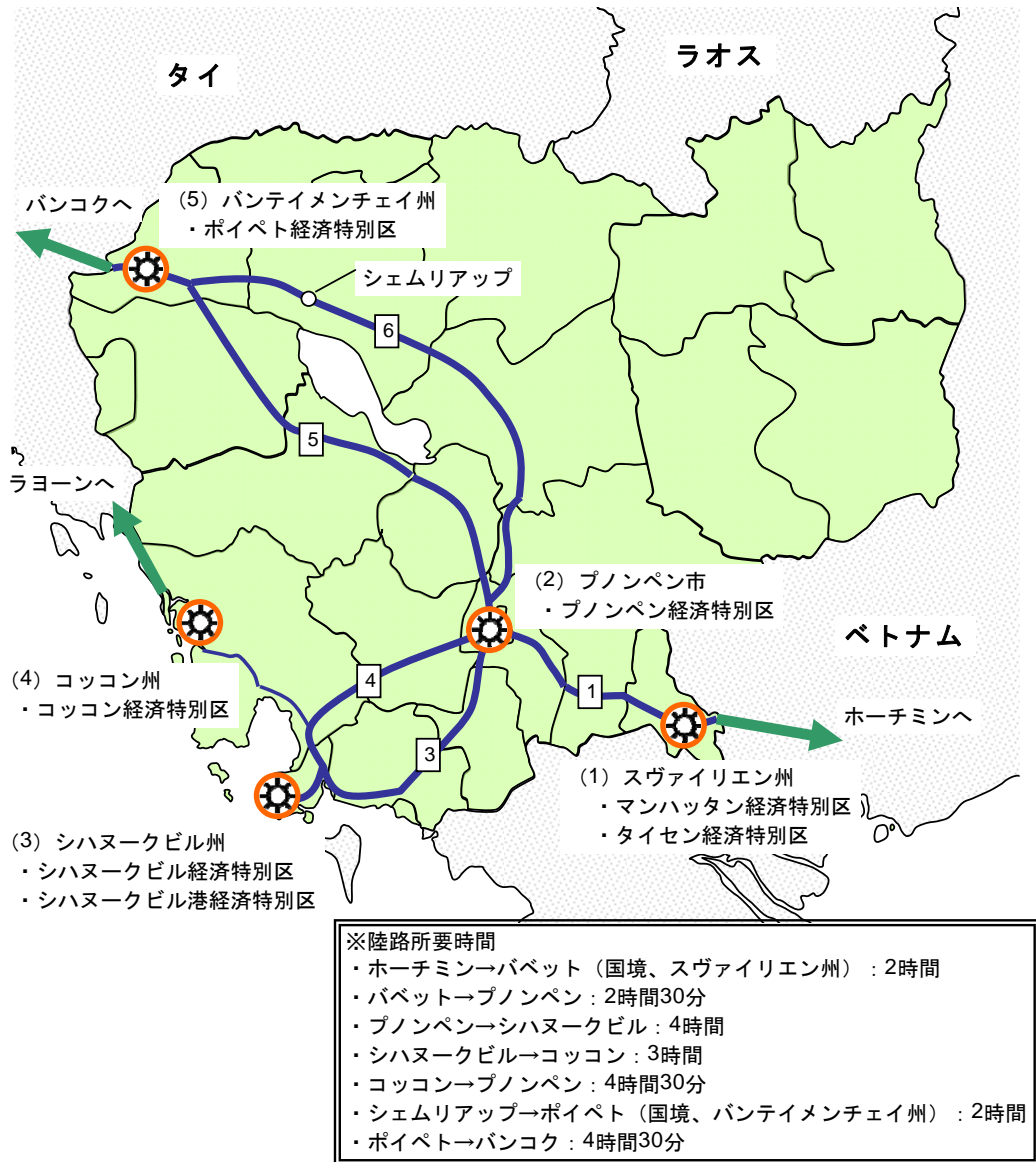 タイ
ラオス
バンコクへ
(5) バンテイメンチェイ州
・ポイペト経済特別区
シェムリアップ
6
5
ラヨーンへ
(2) プノンペン市
・プノンペン経済特別区
ベトナム
(4) コッコン州
・コッコン経済特別区
4
1
ホーチミンへ
3
(1) スヴァイリエン州
・マンハッタン経済特別区
・タイセン経済特別区
(3) シハヌークビル州
・シハヌークビル経済特別区
・シハヌークビル港経済特別区
※陸路所要時間
・ホーチミン→バベット（国境、スヴァイリエン州）：2時間
・バベット→プノンペン：2時間30分
・プノンペン→シハヌークビル：4時間
・シハヌークビル→コッコン：3時間
・コッコン→プノンペン：4時間30分
・シェムリアップ→ポイペト（国境、バンテイメンチェイ州）：2時間
・ポイペト→バンコク：4時間30分